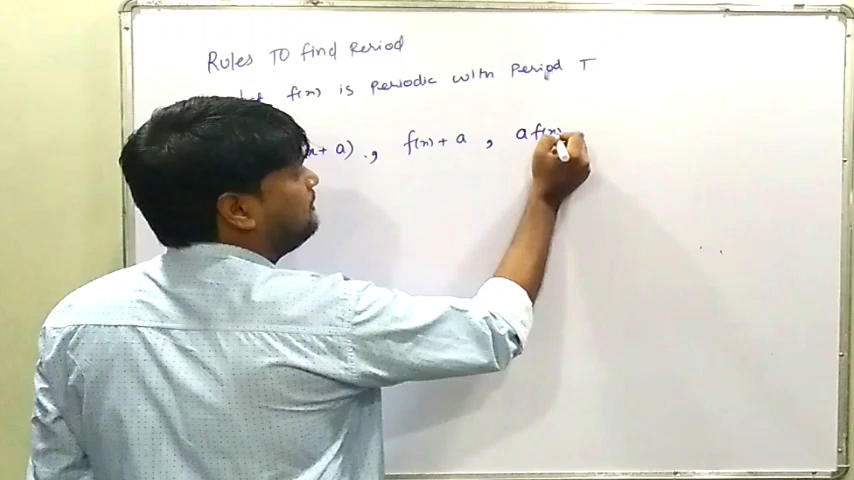 Rules To find Period
f(x) is periodic with Period T
+ a) , f(x) + a , a f(x)